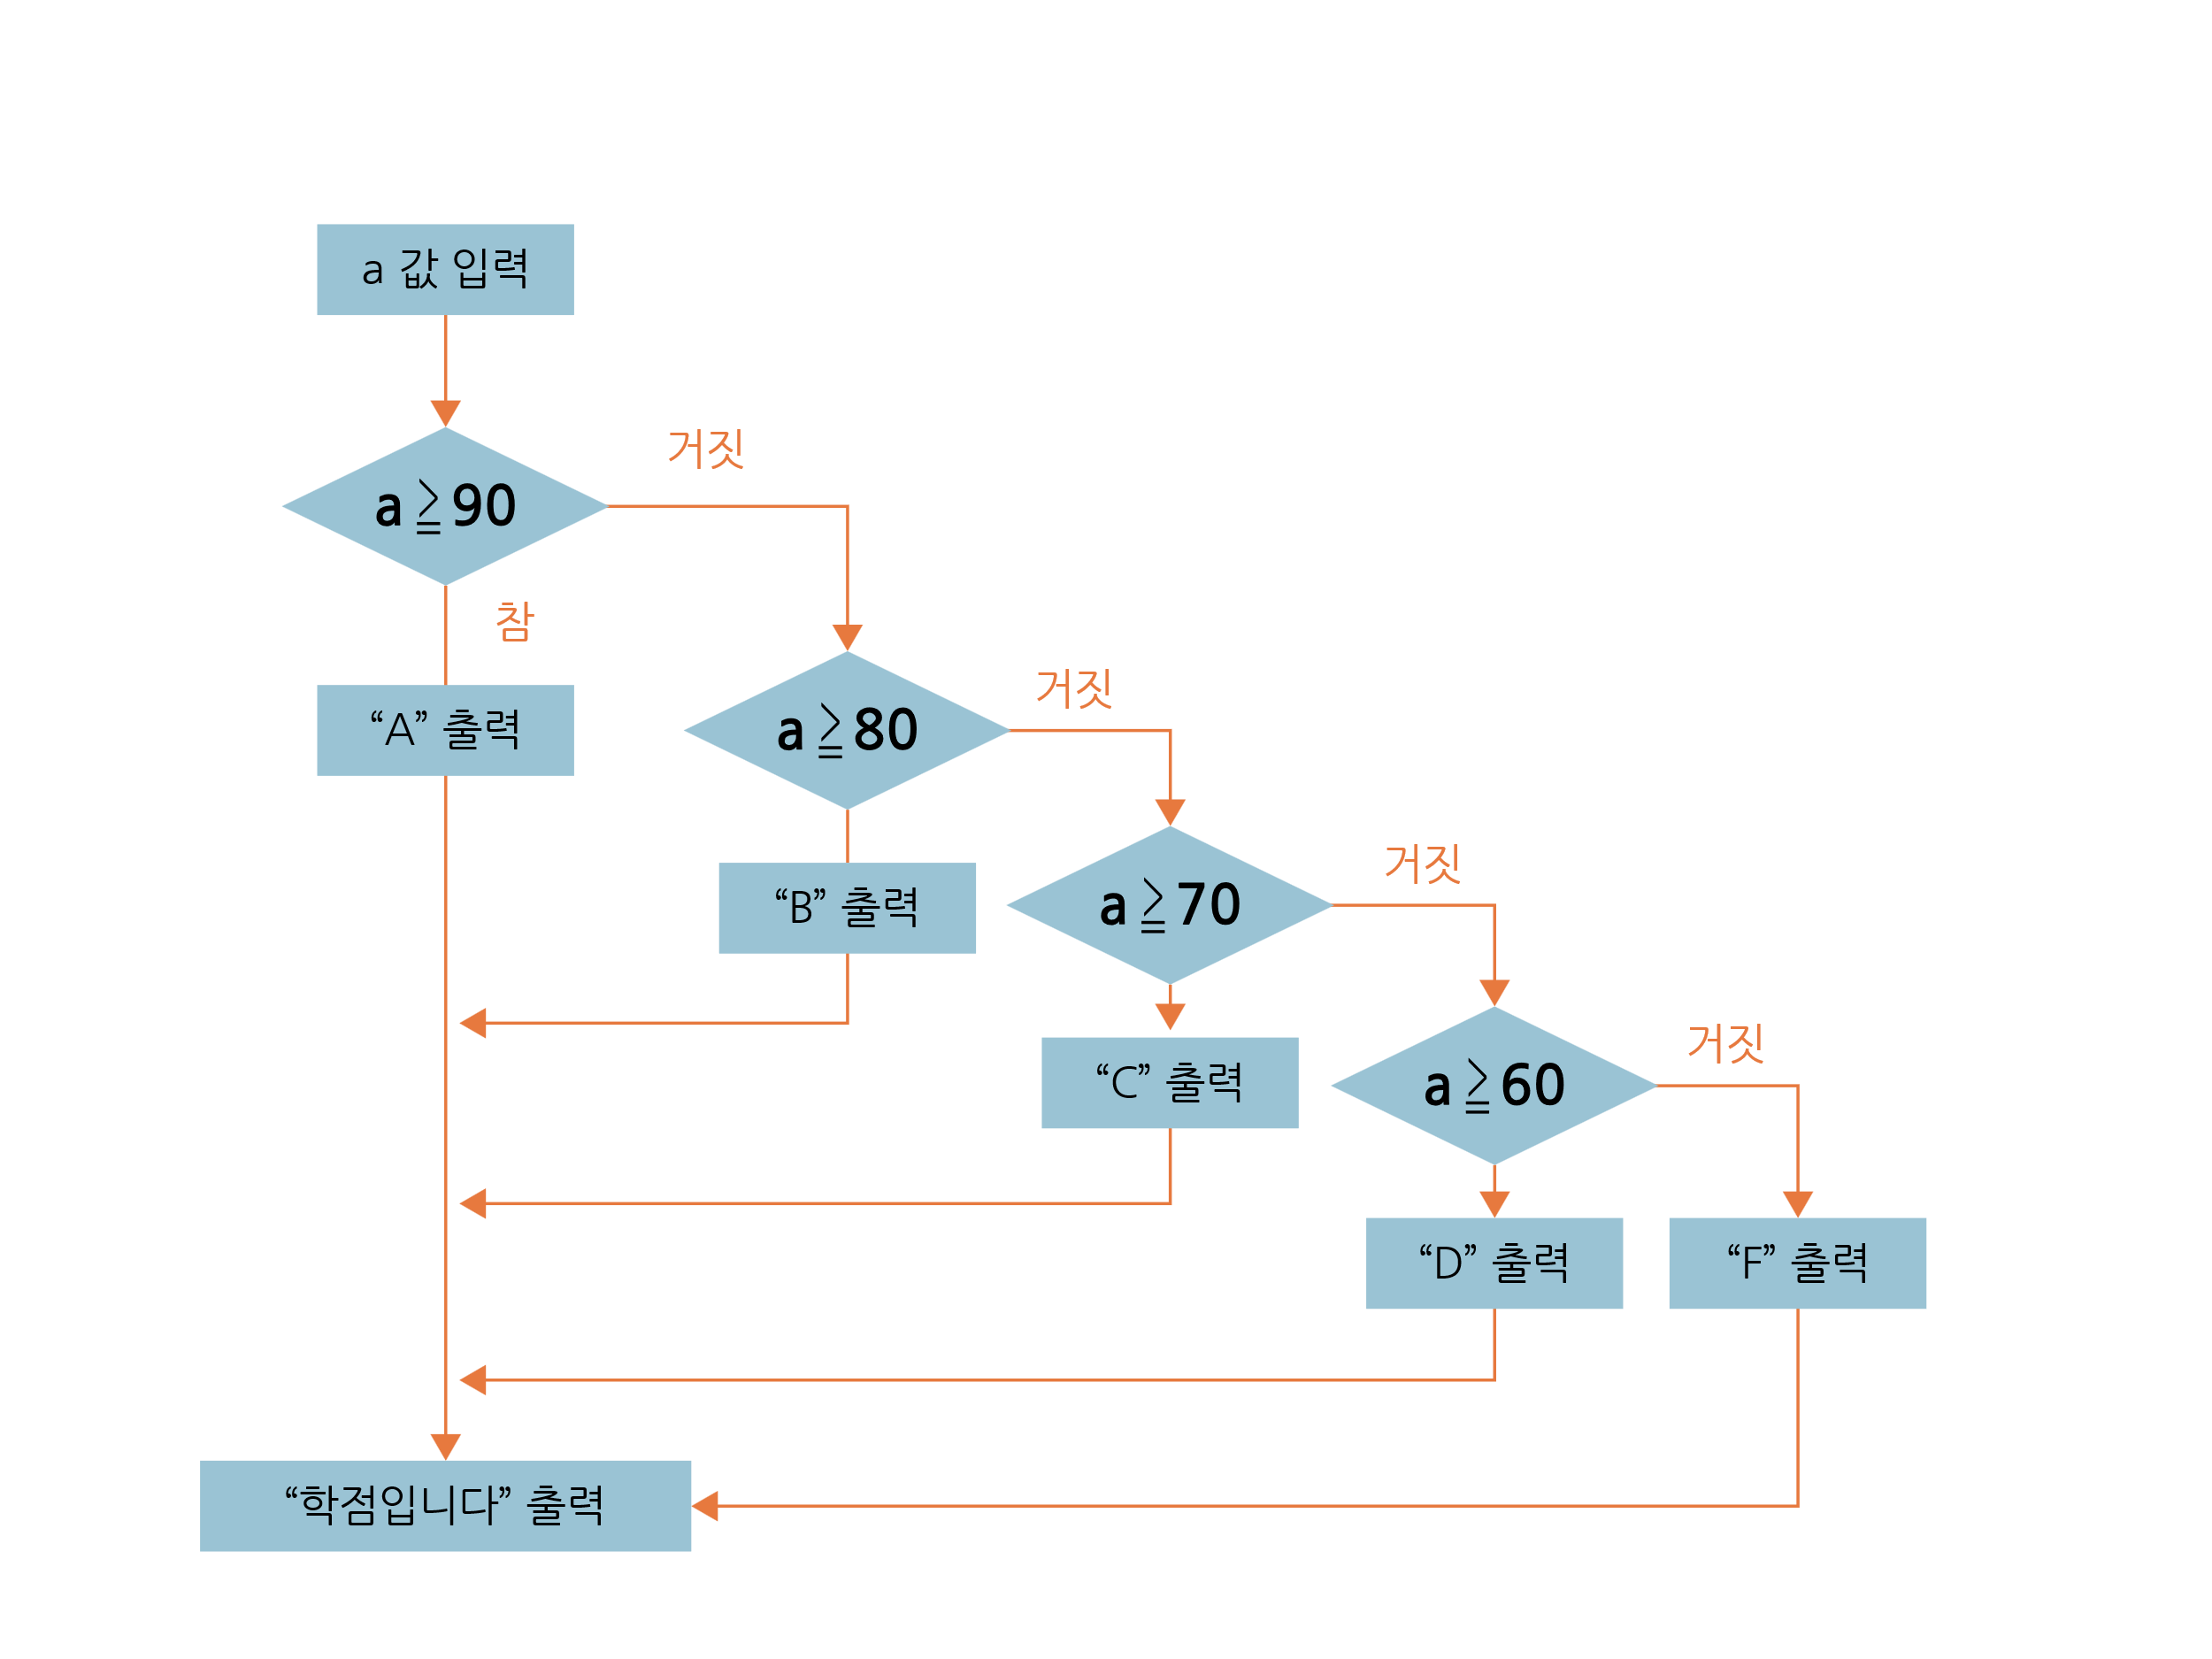 a 값 입력
거짓
a ≧ 90
참
“A” 출력
거짓
a ≧ 80
거짓
“B” 출력
a ≧ 70
거짓
“C” 출력
a ≧ 60
“D” 출력
“F” 출력
“학점입니다” 출력